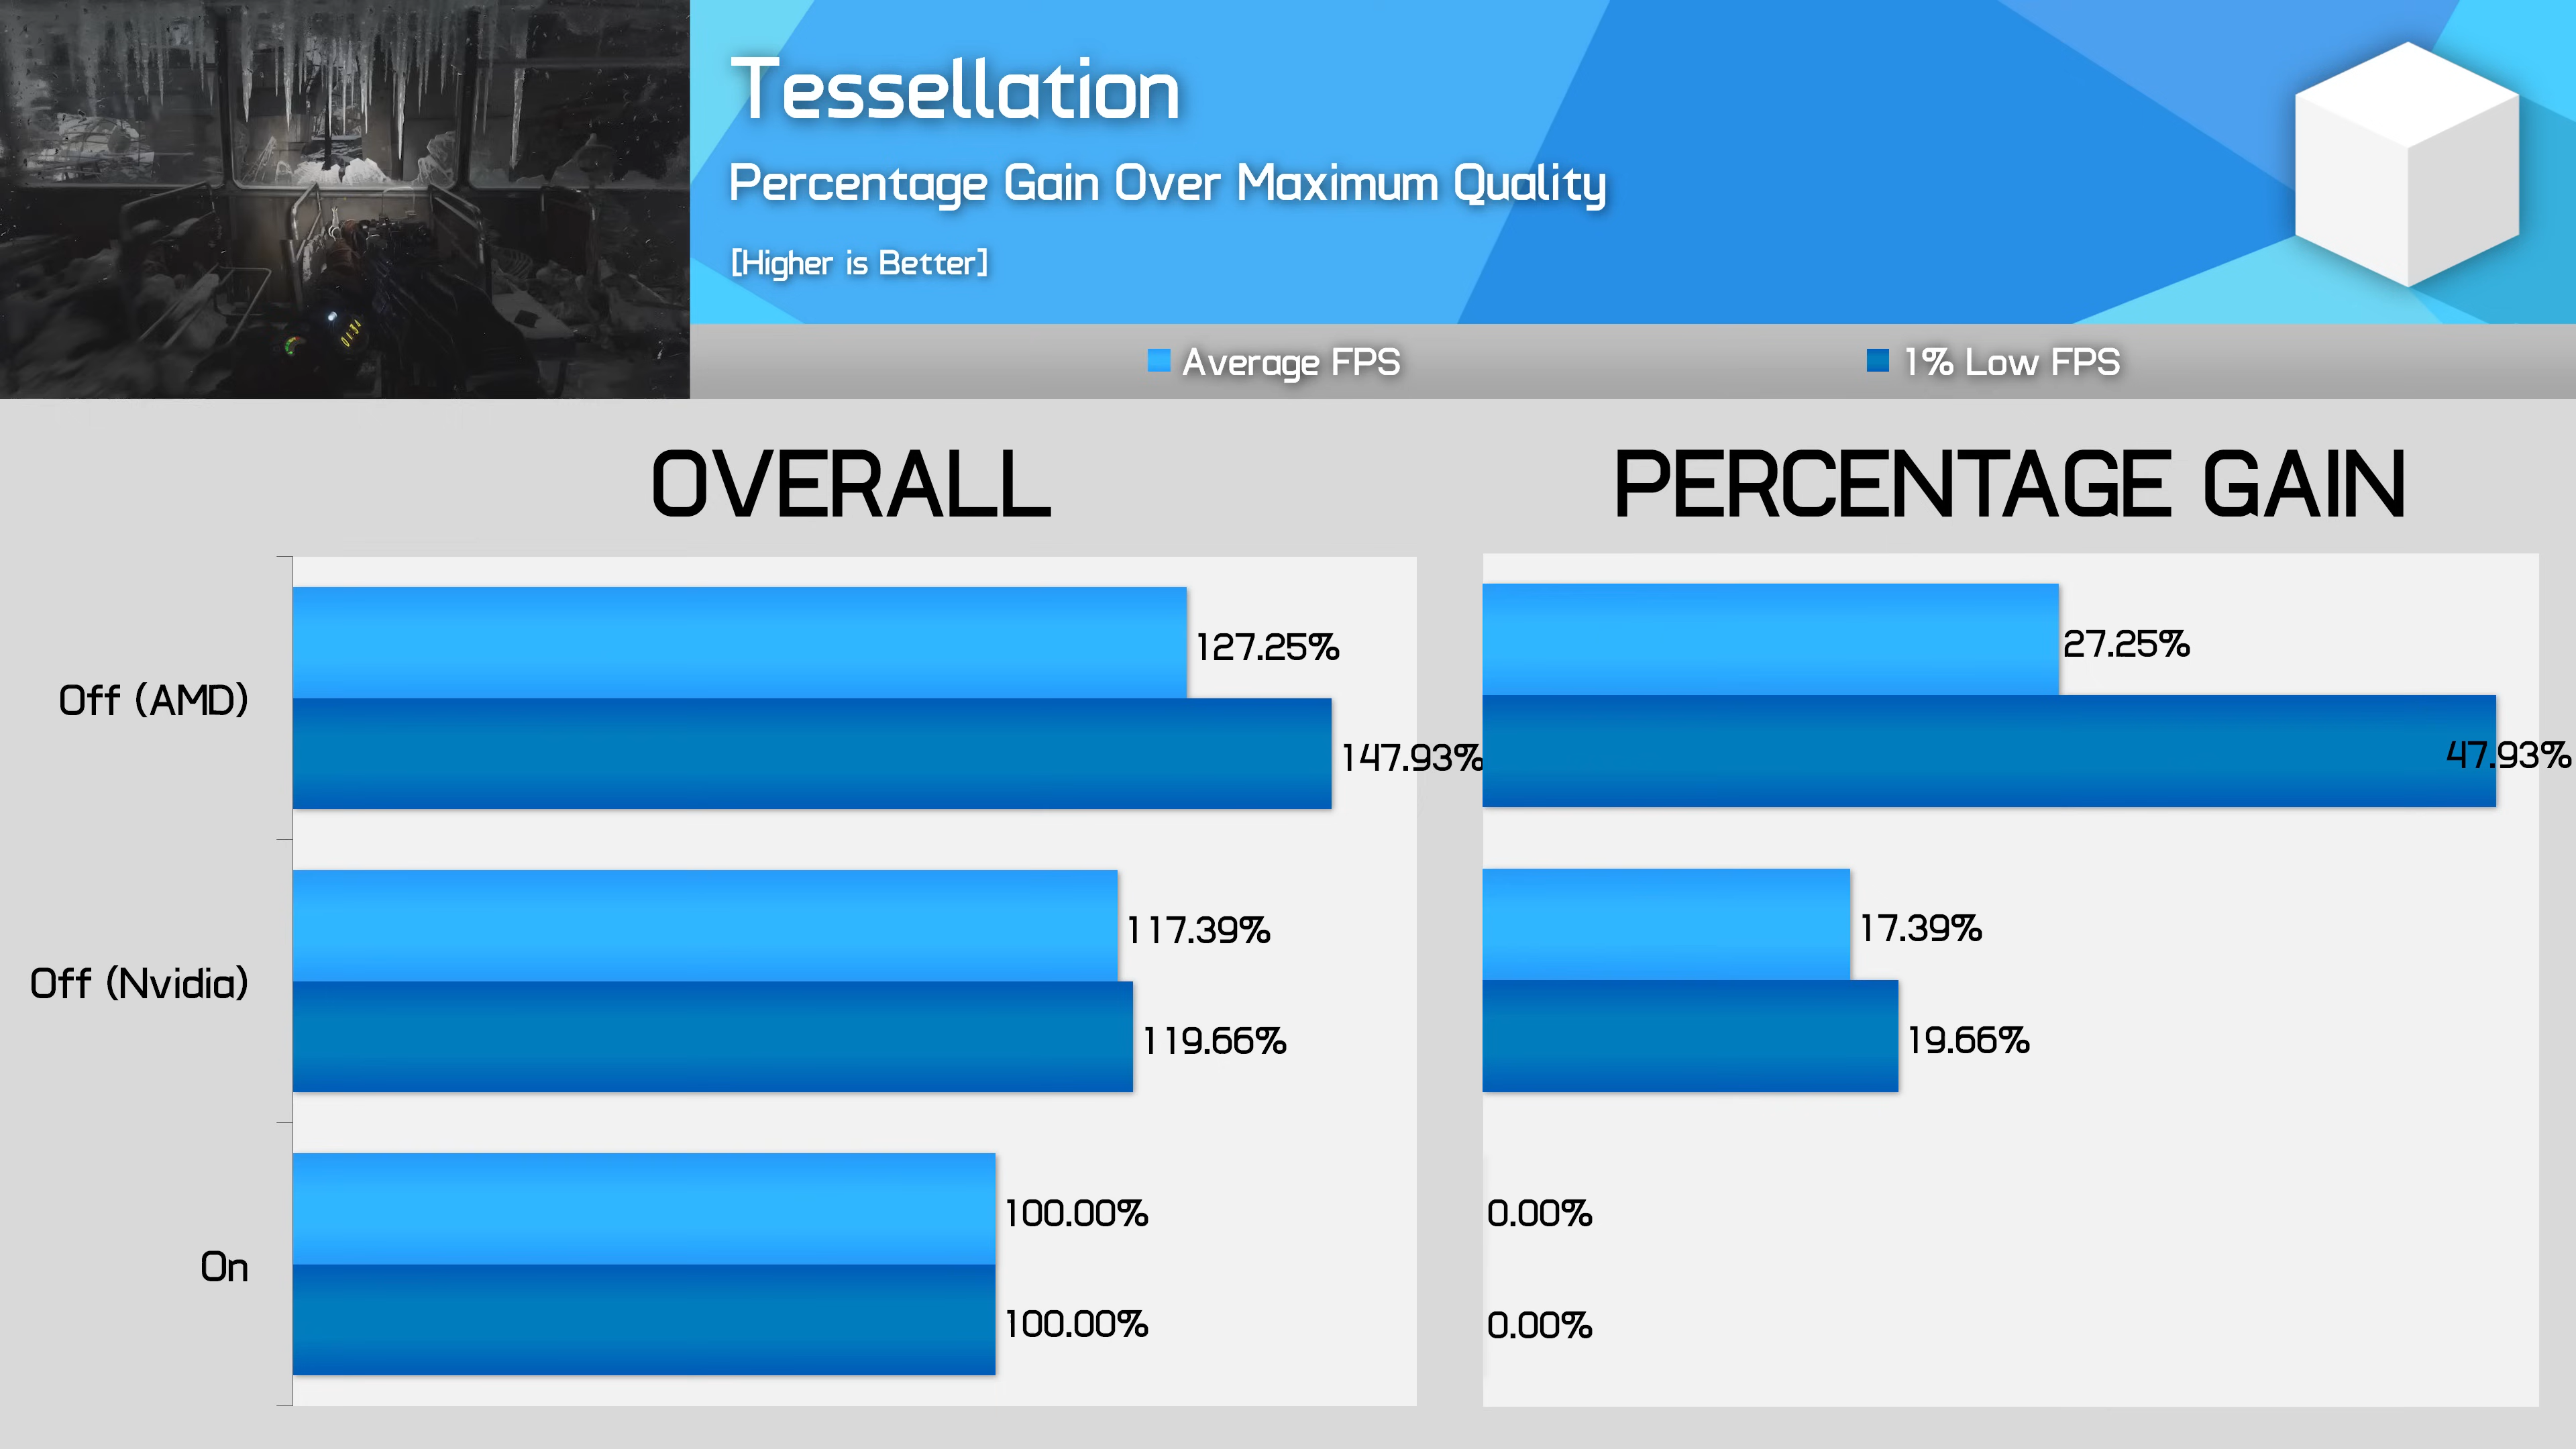 Tessellation
Percentage Gain Over Maximum Quality
[Higher is Better]
Average FPS
1% Low FPS
OVERALL
PERCENTAGE GAIN
Off (AMD)
127.25%
147.93%
27.25%
47.93%
Off (Nvidia)
117.39%
119.66%
17.39%
19.66%
On
100.00%
100.00%
0.00%
0.00%